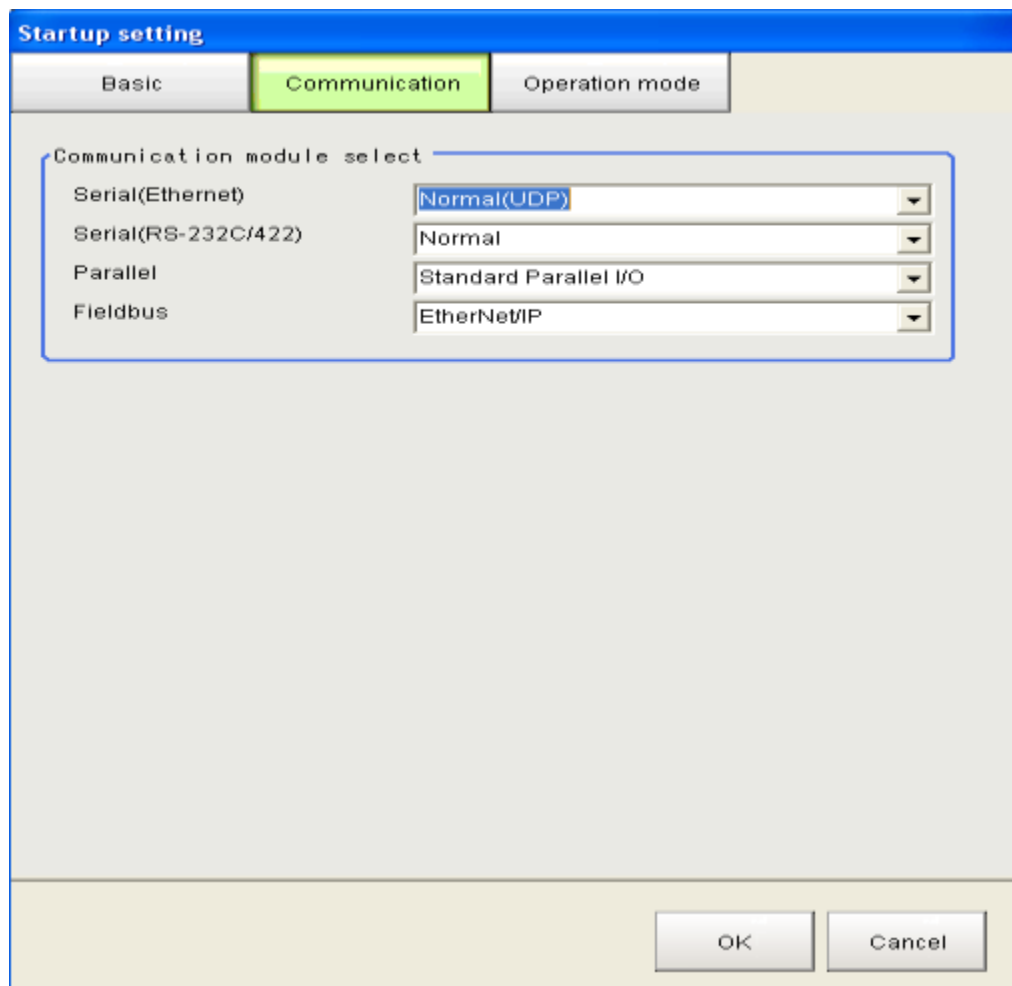 Startup setting
Basic Communication Operation mode
Communication module select
Serial(Ethernet) Normal(UDP)
Serial(RS-232C/422) Normal
Parallel Standard Parallel I/O
Fieldbus EtherNet/IP
OK Cancel